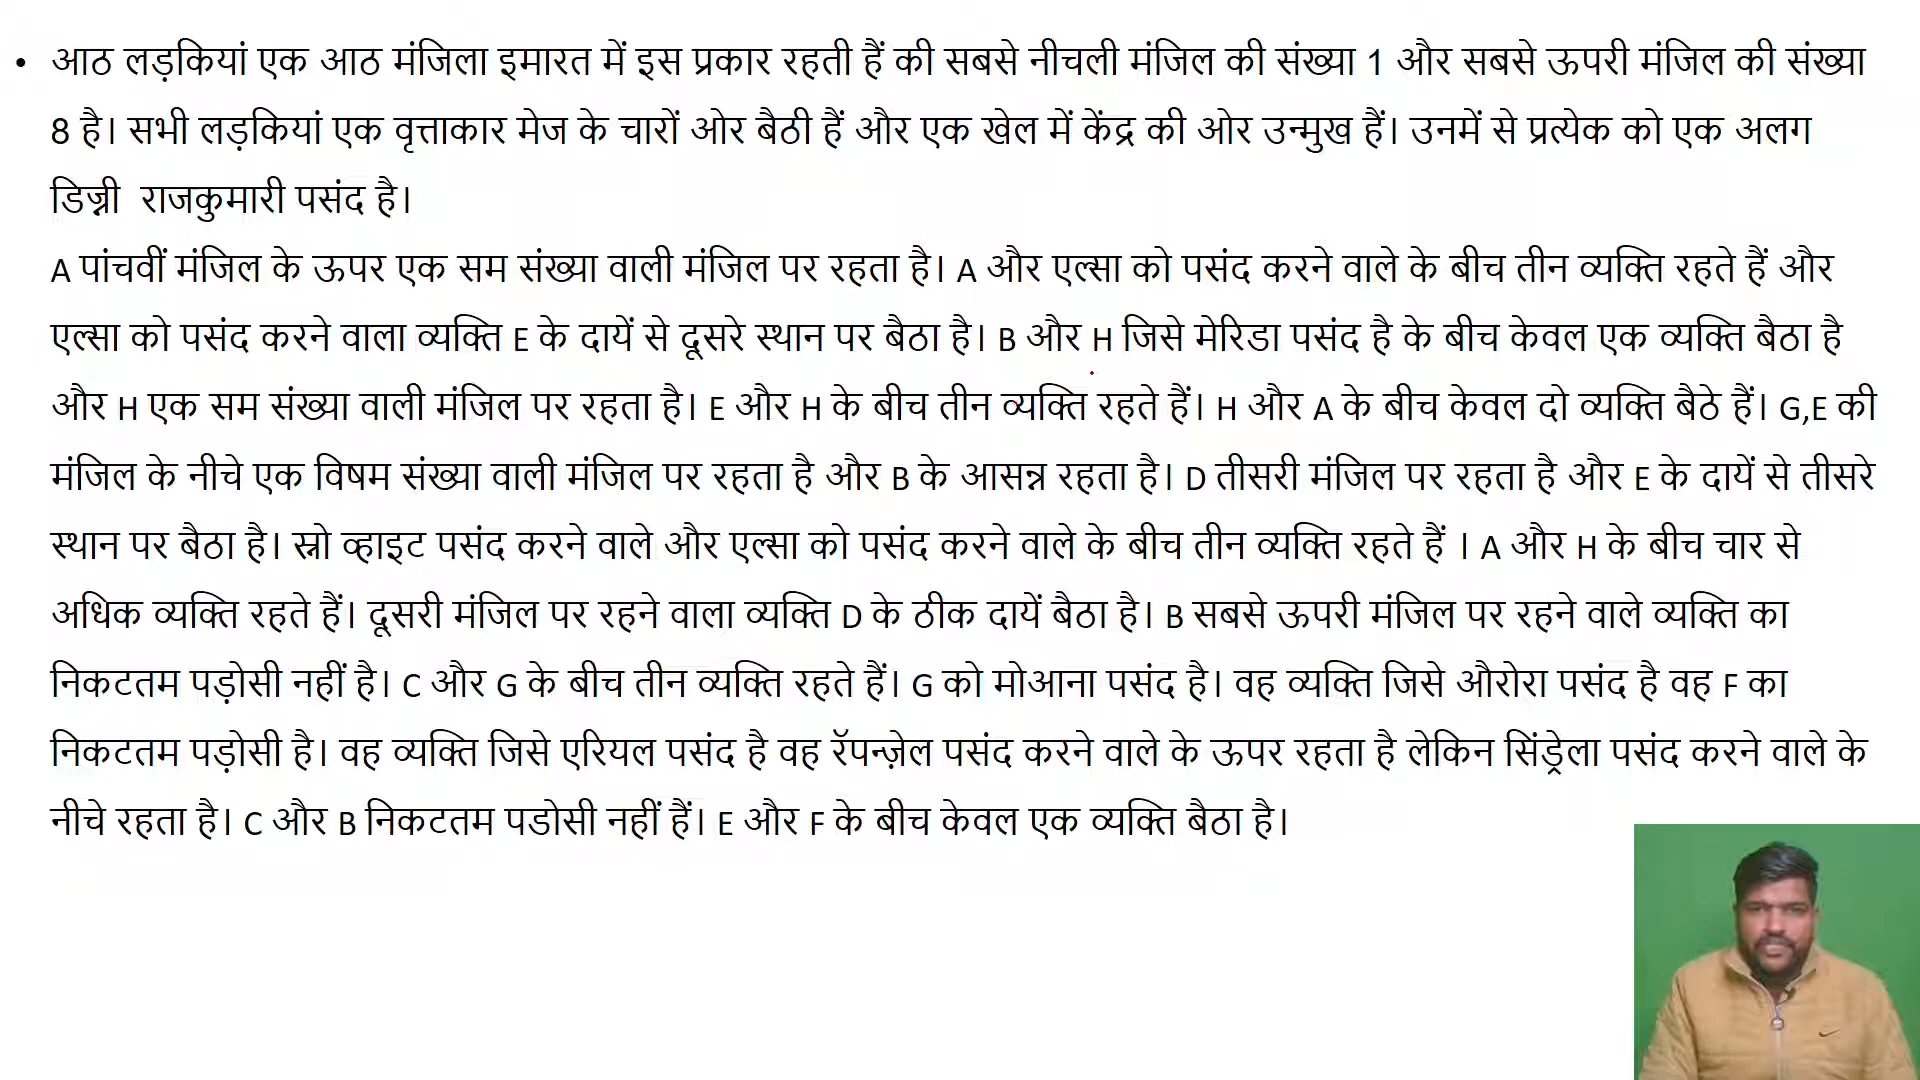 • आठ लड़कियां एक आठ मंजिला इमारत में इस प्रकार रहती हैं की सबसे नीचली मंजिल की संख्या 1 और सबसे ऊपरी मंजिल की संख्या
8 है। सभी लड़कियां एक वृत्ताकार मेज के चारों ओर बैठी हैं और एक खेल में केंद्र की ओर उन्मुख हैं। उनमें से प्रत्येक को एक अलग
डिज्नी राजकुमारी पसंद है।
A पांचवीं मंजिल के ऊपर एक सम संख्या वाली मंजिल पर रहता है। A और एल्सा को पसंद करने वाले के बीच तीन व्यक्ति रहते हैं और
एल्सा को पसंद करने वाला व्यक्ति E के दायें से दूसरे स्थान पर बैठा है। B और H जिसे मेरिडा पसंद है के बीच केवल एक व्यक्ति बैठा है
और H एक सम संख्या वाली मंजिल पर रहता है। E और H के बीच तीन व्यक्ति रहते हैं। H और A के बीच केवल दो व्यक्ति बैठे हैं। G,E की
मंजिल के नीचे एक विषम संख्या वाली मंजिल पर रहता है और B के आसन्न रहता है। D तीसरी मंजिल पर रहता है और E के दायें से तीसरे
स्थान पर बैठा है। स्नो व्हाइट पसंद करने वाले और एल्सा को पसंद करने वाले के बीच तीन व्यक्ति रहते हैं । A और H के बीच चार से
अधिक व्यक्ति रहते हैं। दूसरी मंजिल पर रहने वाला व्यक्ति D के ठीक दायें बैठा है। B सबसे ऊपरी मंजिल पर रहने वाले व्यक्ति का
निकटतम पड़ोसी नहीं है। C और G के बीच तीन व्यक्ति रहते हैं। G को मोआना पसंद है। वह व्यक्ति जिसे औरोरा पसंद है वह F का
निकटतम पड़ोसी है। वह व्यक्ति जिसे एरियल पसंद है वह रॅपन्ज़ेल पसंद करने वाले के ऊपर रहता है लेकिन सिंड्रेला पसंद करने वाले के
नीचे रहता है। C और B निकटतम पडोसी नहीं हैं। E और F के बीच केवल एक व्यक्ति बैठा है।